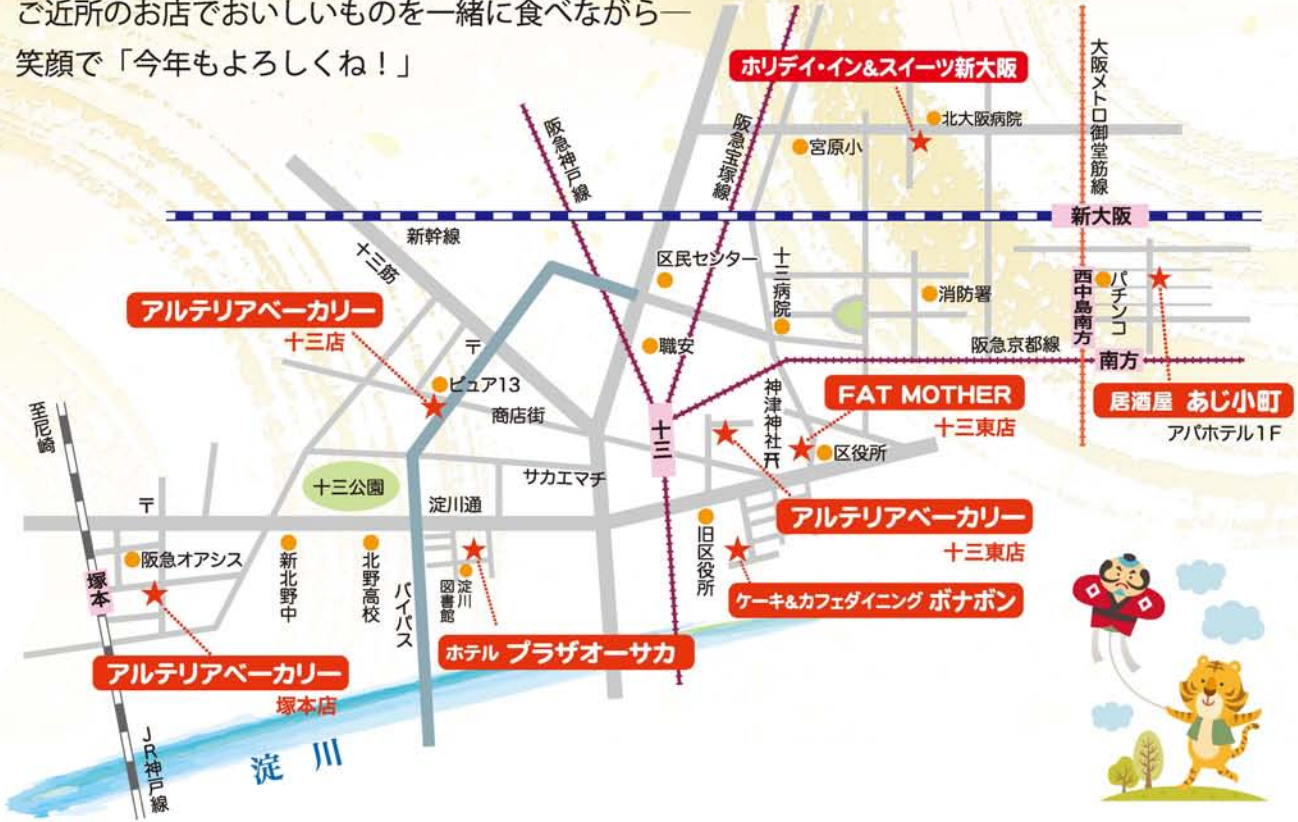 ご近所のお店でおいしいものを一緒に食べながら―
笑顔で「今年もよろしくね！」
ホリデイ・イン&スイーツ新大阪
大阪メトロ御堂筋線
阪急神戸線
阪急宝塚線
北大阪病院
宮原小
新大阪
新幹線
十三筋
区民センター
十三病院
消防署
西中島南方
パチンコ
アルテリアベーカリー
十三店
〒
職安
阪急京都線
南方
ピュア13
商店街
神津神社
FAT MOTHER
十三東店
居酒屋 あじ小町
アパホテル1F
至尼崎
十三
区役所
サカエマチ
十三公園
淀川通
〒
アルテリアベーカリー
十三東店
阪急オアシス
新北野中
北野高校
バイパス
淀川図書館
旧区役所
塚本
ケーキ&カフェダイニング ボナボン
ホテル プラザオーサカ
アルテリアベーカリー
塚本店
JR神戸線
淀川